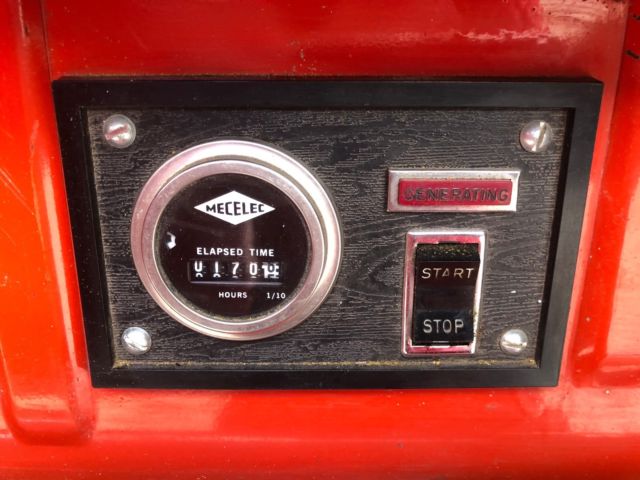 MECELEC
ELAPSED TIME
HOURS 1/10
GENERATING
START
STOP